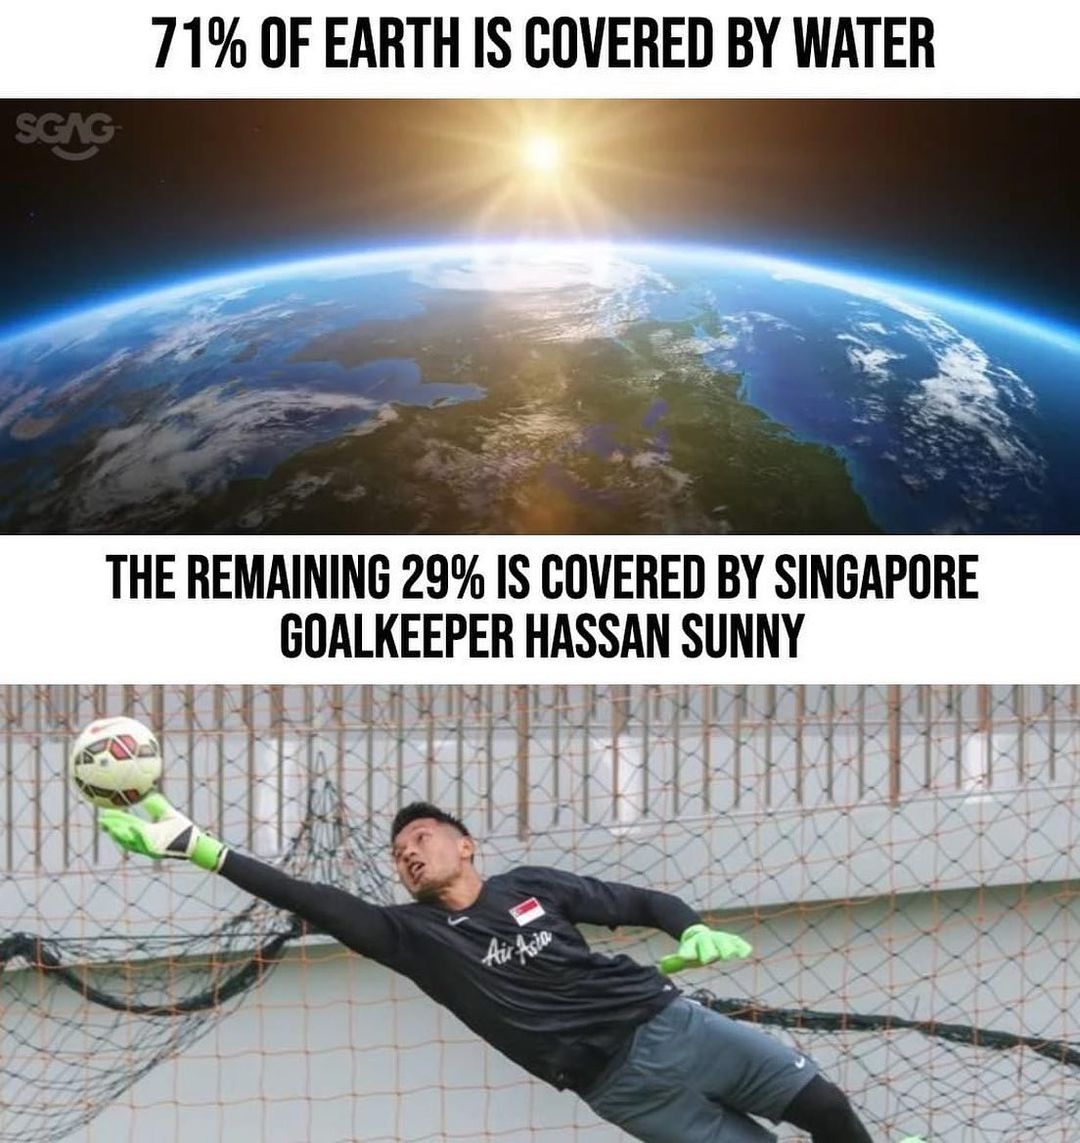 71% OF EARTH IS COVERED BY WATER
SGAG
THE REMAINING 29% IS COVERED BY SINGAPORE
GOALKEEPER HASSAN SUNNY
AirAsia